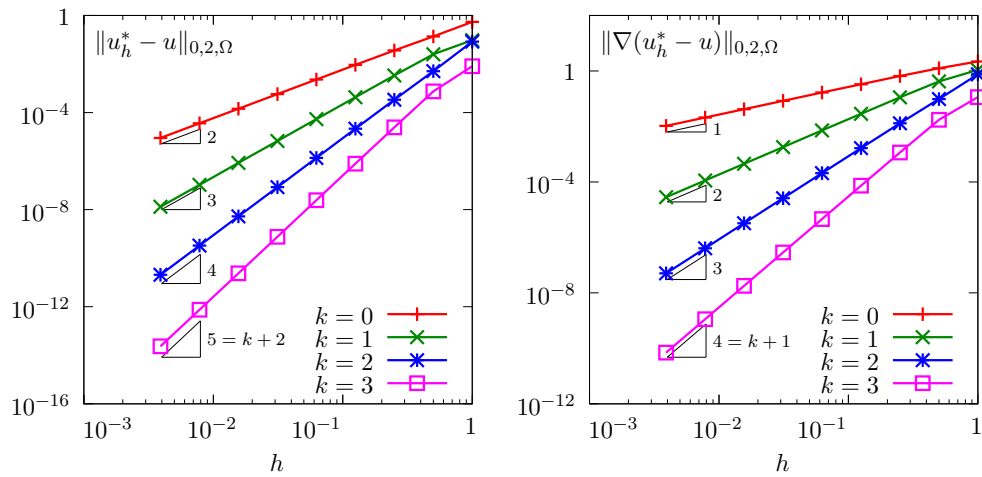 ‖u_h^* − u‖_{0,2,Ω}
1
10^{−4}
10^{−8}
10^{−12}
10^{−16}
2
3
4
5 = k + 2
k = 0
k = 1
k = 2
k = 3
10^{−3}
10^{−2}
10^{−1}
1
h
‖∇(u_h^* − u)‖_{0,2,Ω}
1
10^{−4}
10^{−8}
10^{−12}
1
2
3
4 = k + 1
k = 0
k = 1
k = 2
k = 3
10^{−3}
10^{−2}
10^{−1}
1
h